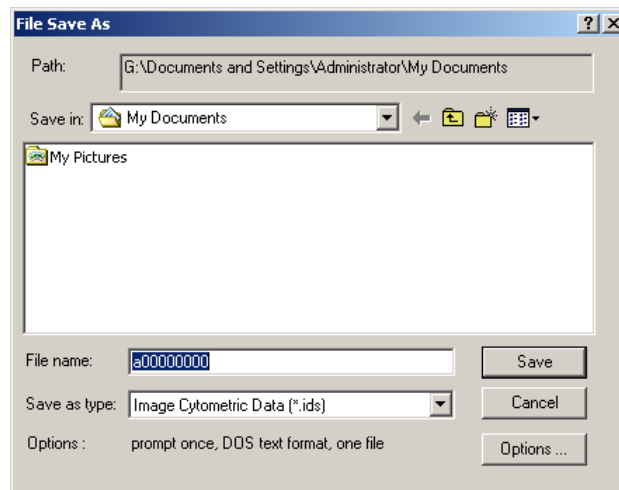 File Save As
Path: G:\Documents and Settings\Administrator\My Documents
Save in: My Documents
My Pictures
File name: a00000000 Save
Save as type: Image Cytometric Data (*.ids) Cancel
Options : prompt once, DOS text format, one file Options ...